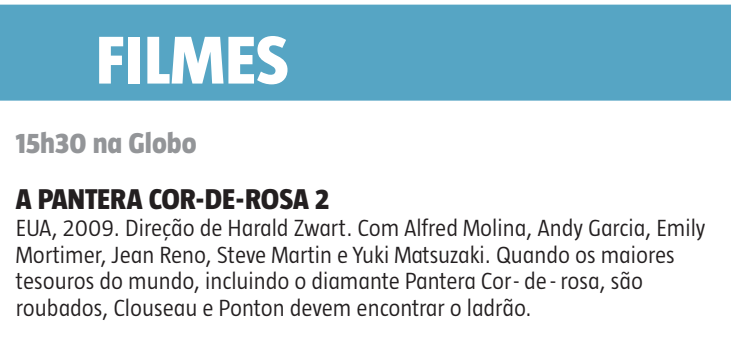 FILMES
15h30 na Globo
A PANTERA COR-DE-ROSA 2
EUA, 2009. Direção de Harald Zwart. Com Alfred Molina, Andy Garcia, Emily
Mortimer, Jean Reno, Steve Martin e Yuki Matsuzaki. Quando os maiores
tesouros do mundo, incluindo o diamante Pantera Cor- de - rosa, são
roubados, Clouseau e Ponton devem encontrar o ladrão.